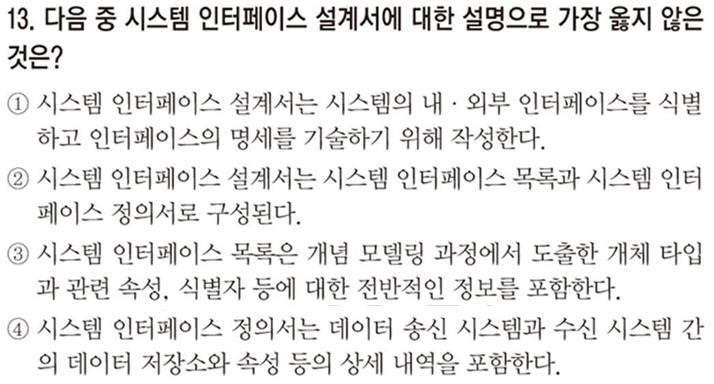 13. 다음 중 시스템 인터페이스 설계서에 대한 설명으로 가장 옳지 않은
것은?
① 시스템 인터페이스 설계서는 시스템의 내 · 외부 인터페이스를 식별
하고 인터페이스의 명세를 기술하기 위해 작성한다.
② 시스템 인터페이스 설계서는 시스템 인터페이스 목록과 시스템 인터
페이스 정의서로 구성된다.
③ 시스템 인터페이스 목록은 개념 모델링 과정에서 도출한 개체 타입
과 관련 속성, 식별자 등에 대한 전반적인 정보를 포함한다.
④ 시스템 인터페이스 정의서는 데이터 송신 시스템과 수신 시스템 간
의 데이터 저장소와 속성 등의 상세 내역을 포함한다.